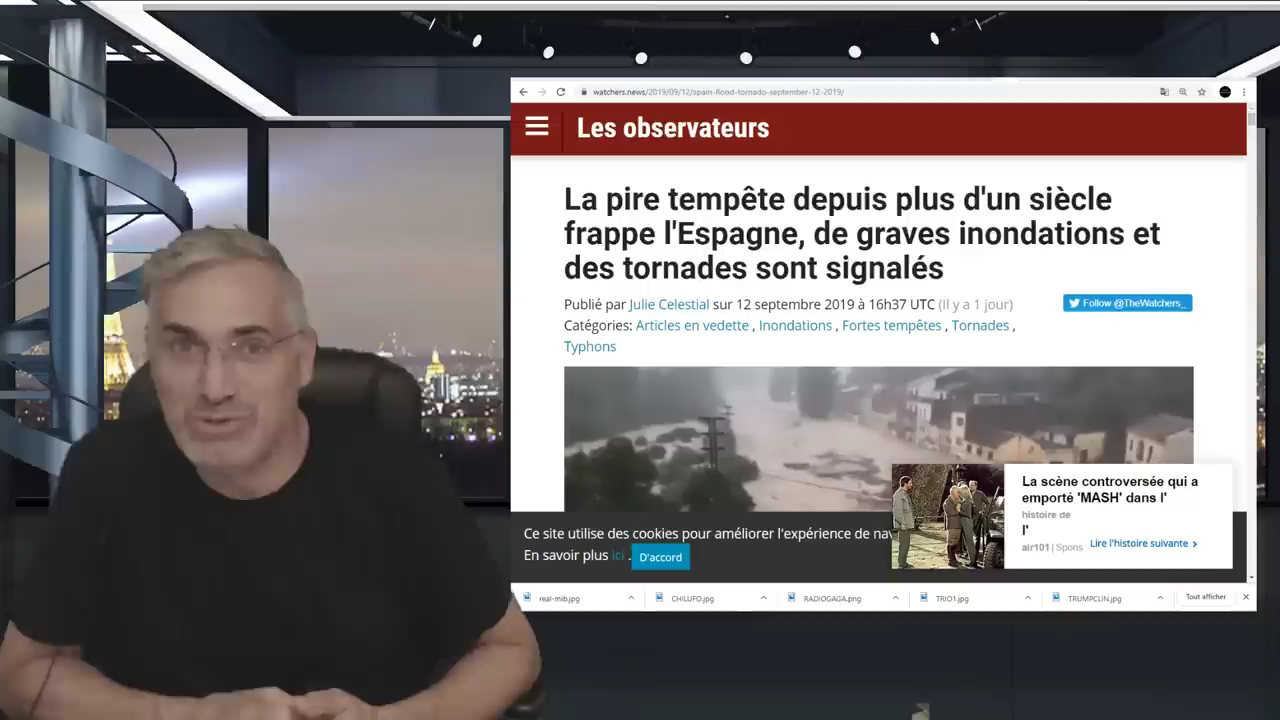 watchers.news/2019/09/12/spain-flood-tornado-september-12-2019/
Les observateurs
La pire tempête depuis plus d'un siècle
frappe l'Espagne, de graves inondations et
des tornades sont signalés
Publié par Julie Celestial sur 12 septembre 2019 à 16h37 UTC (Il y a 1 jour)
Follow @TheWatchers_
Catégories: Articles en vedette , Inondations , Fortes tempêtes , Tornades ,
Typhons
La scène controversée qui a
emporté 'MASH' dans l'
histoire de
l'
air101 | Spons
Lire l'histoire suivante >
Ce site utilise des cookies pour améliorer l'expérience de na
En savoir plus ici .
D'accord
real-mib.jpg
CHILUFO.jpg
RADIOGAGA.png
TRIO1.jpg
TRUMPCLIN.jpg
Tout afficher